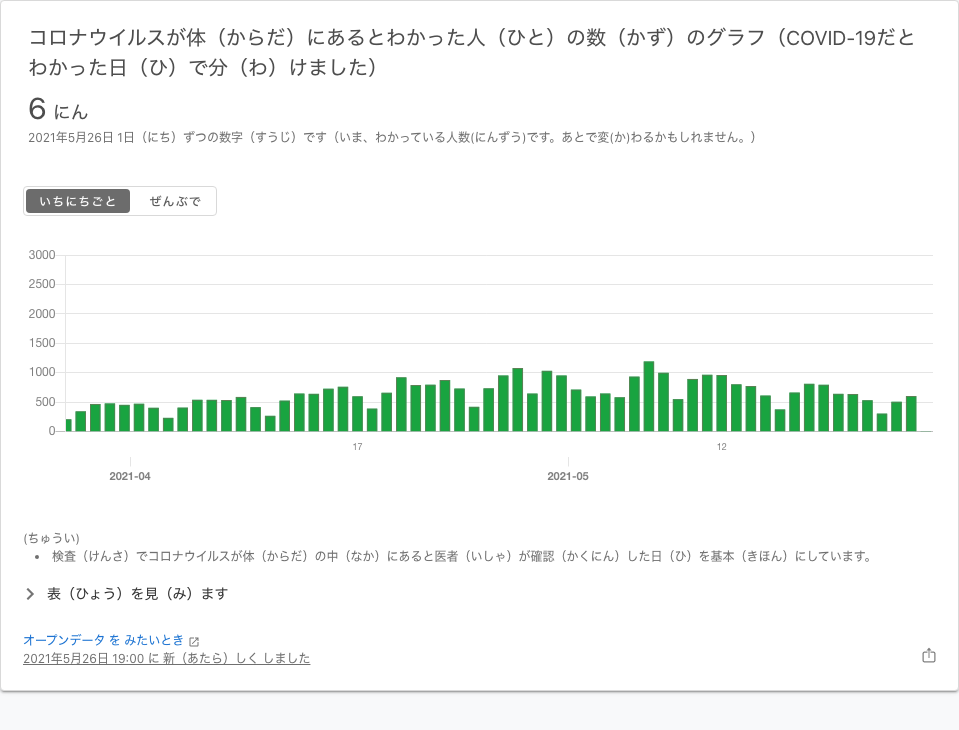 コロナウイルスが体（からだ）にあるとわかった人（ひと）の数（かず）のグラフ（COVID-19だと
わかった日（ひ）で分（わ）けました）
6 にん
2021年5月26日 1日（にち）ずつの数字（すうじ）です（いま、わかっている人数(にんずう)です。あとで変(か)わるかもしれません。）
いちにちごと ぜんぶで
3000
2500
2000
1500
1000
500
0
17 12
2021-04 2021-05
(ちゅうい)
• 検査（けんさ）でコロナウイルスが体（からだ）の中（なか）にあると医者（いしゃ）が確認（かくにん）した日（ひ）を基本（きほん）にしています。
表（ひょう）を見（み）ます
オープンデータ を みたいとき
2021年5月26日 19:00 に 新（あたら）しく しました